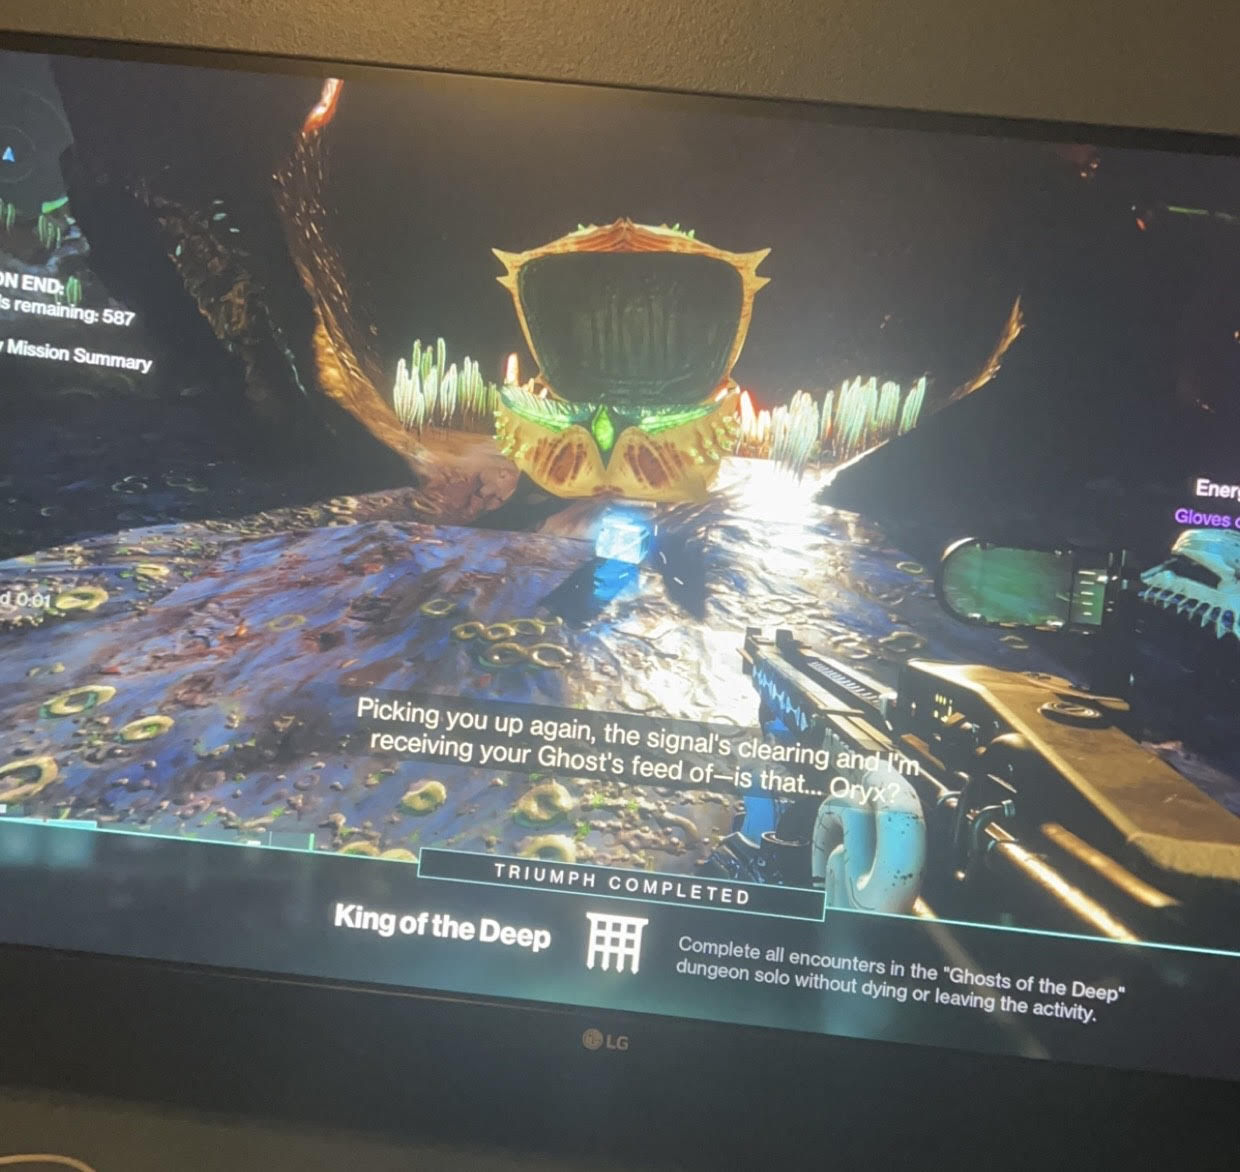 ON END:
s remaining: 587
Mission Summary
d 0:01
Ener
Gloves
Picking you up again, the signal's clearing and I'm
receiving your Ghost's feed of—is that... Oryx?
TRIUMPH COMPLETED
King of the Deep
Complete all encounters in the "Ghosts of the Deep"
dungeon solo without dying or leaving the activity.
LG